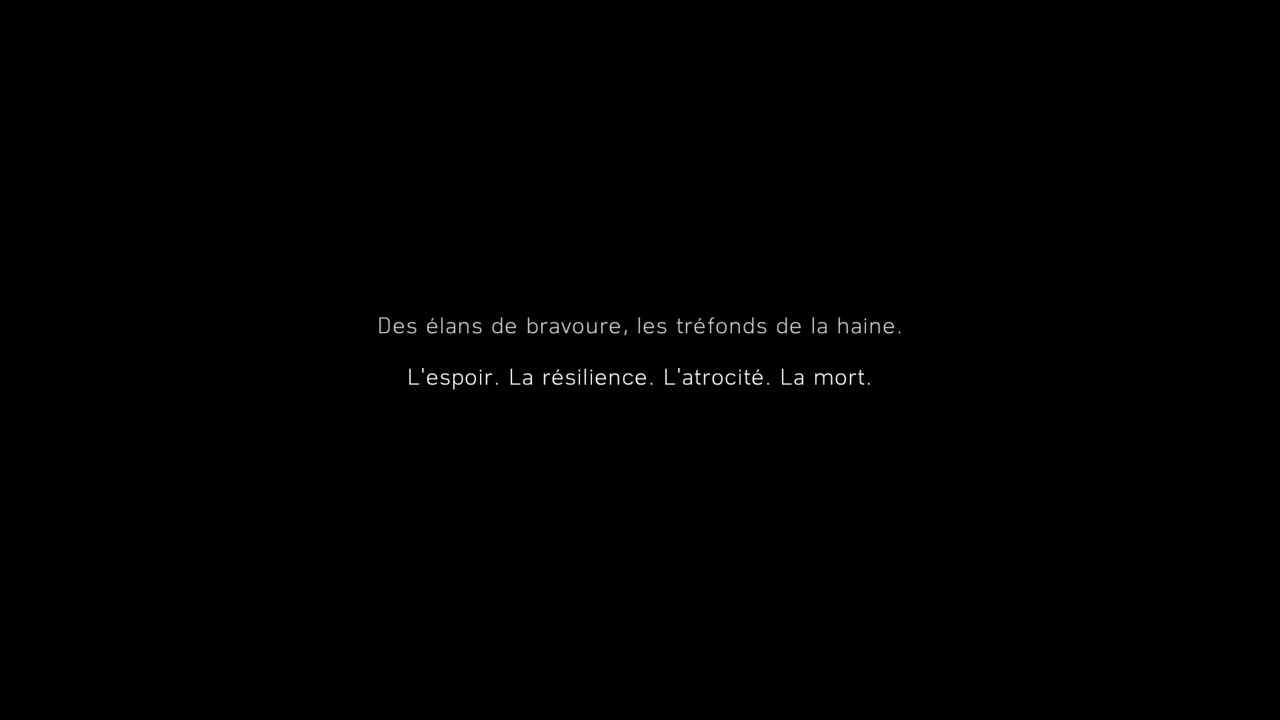 Des élans de bravoure, les tréfonds de la haine.
L'espoir. La résilience. L'atrocité. La mort.